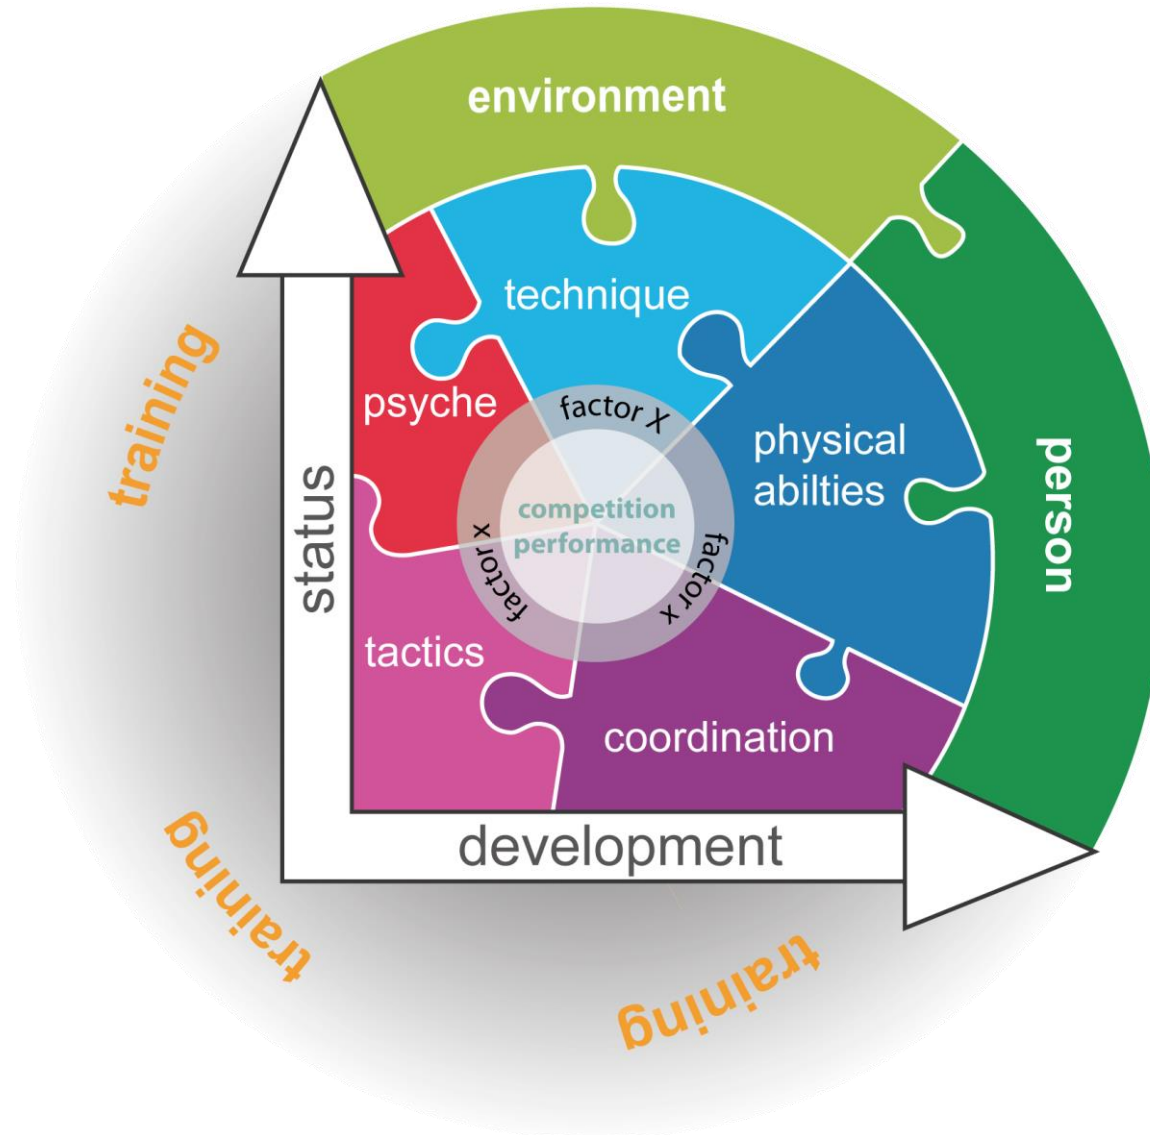 environment
technique
training
psyche
factor X
physical
abilties
person
status
competition
performance
factor x
factor x
tactics
coordination
development
training
training